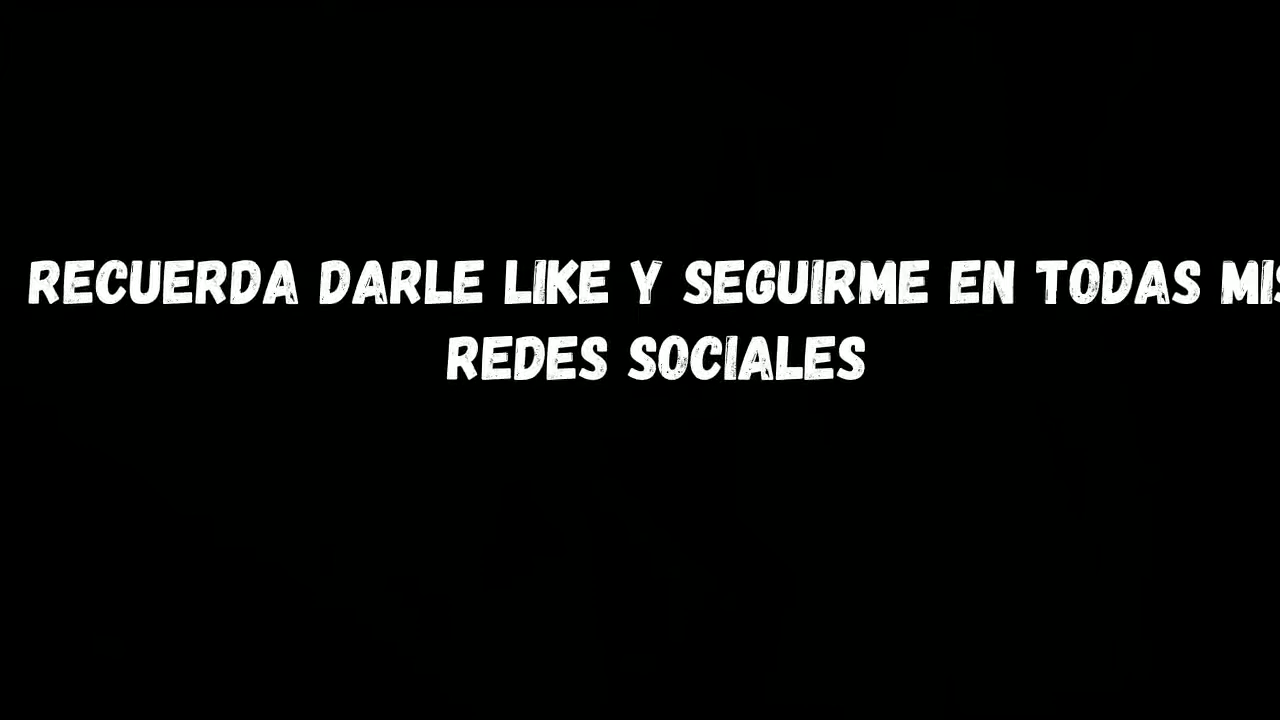 RECUERDA DARLE LIKE Y SEGUIRME EN TODAS MIS
REDES SOCIALES